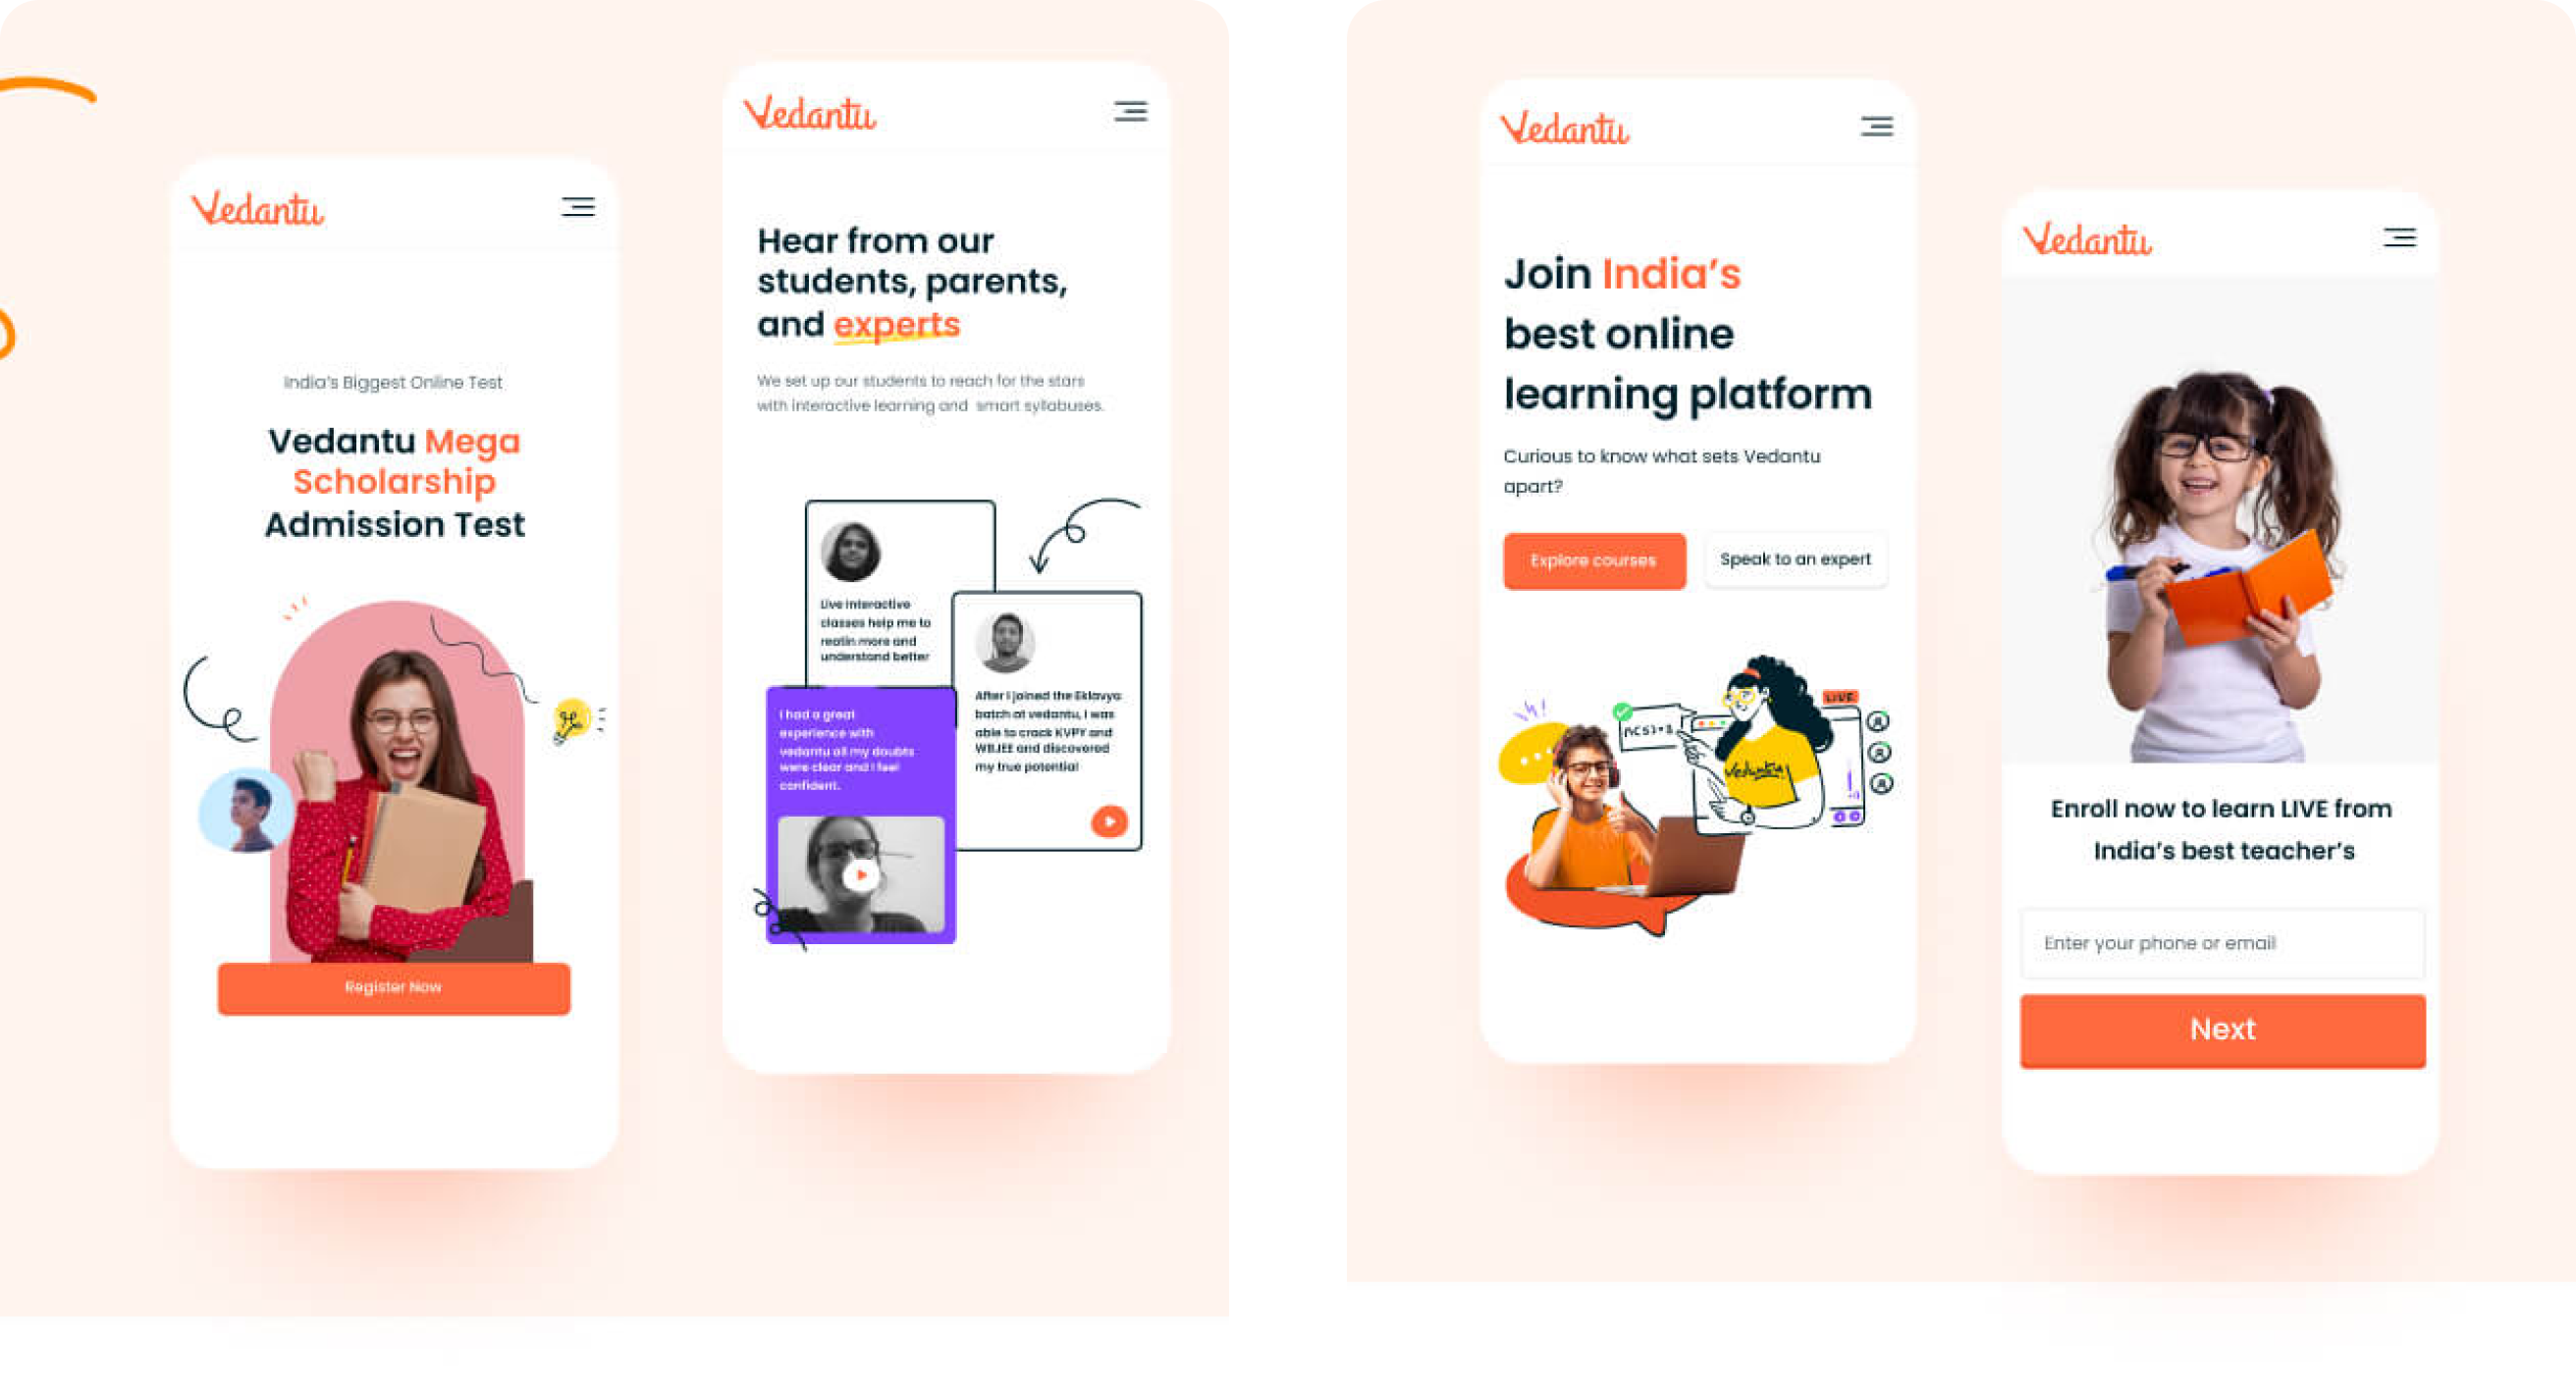 Vedantu
India's Biggest Online Test
Vedantu Mega
Scholarship
Admission Test
Register Now
Vedantu
Hear from our
students, parents,
and experts
We set up our students to reach for the stars
with interactive learning and smart syllabuses.
Live interactive
classes help me to
reatin more and
understand better
After I joined the Eklavya
batch at vedantu, I was
able to crack KVPY and
WBJEE and discovered
my true potential
I had a great
experience with
vedantu all my doubts
were clear and I feel
confident.
Vedantu
Join India's
best online
learning platform
Curious to know what sets Vedantu
apart?
Explore courses
Speak to an expert
LIVE
Vedantu
Vedantu
Enroll now to learn LIVE from
India's best teacher's
Enter your phone or email
Next